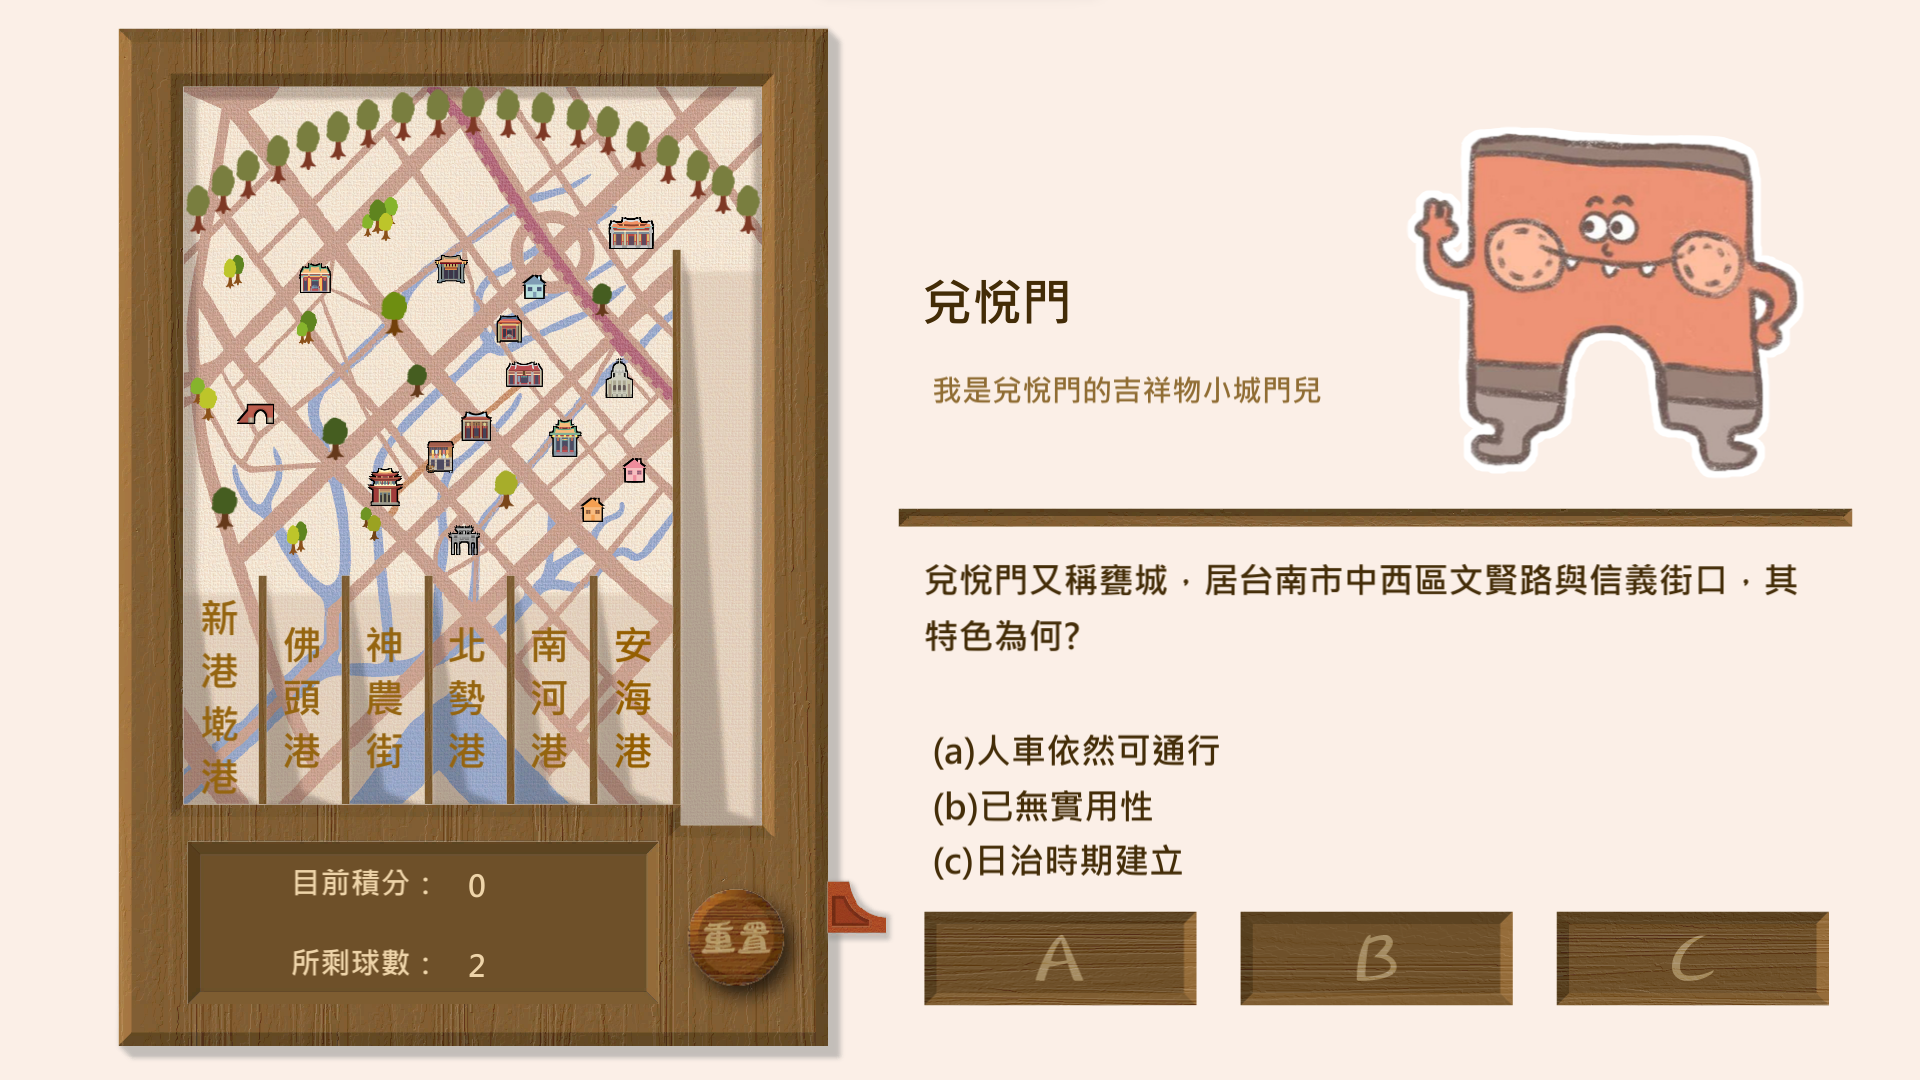 新港墘港
佛頭港
神農街
北勢港
南河港
安海港
目前積分： 0
所剩球數： 2
重置
兌悅門
我是兌悅門的吉祥物小城門兒
兌悅門又稱甕城，居台南市中西區文賢路與信義街口，其
特色為何?
(a)人車依然可通行
(b)已無實用性
(c)日治時期建立
A
B
C